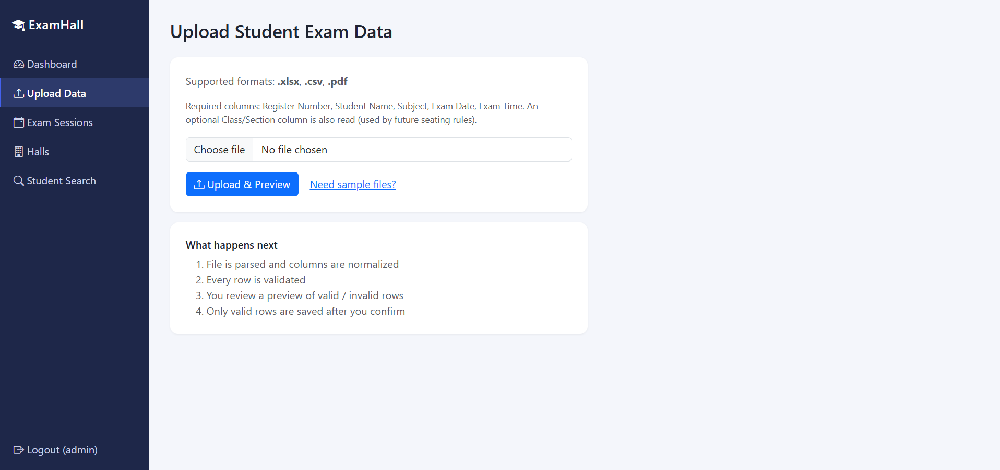 ExamHall
Dashboard
Upload Data
Exam Sessions
Halls
Student Search
Logout (admin)
Upload Student Exam Data
Supported formats: .xlsx, .csv, .pdf
Required columns: Register Number, Student Name, Subject, Exam Date, Exam Time. An
optional Class/Section column is also read (used by future seating rules).
Choose file No file chosen
Upload & Preview Need sample files?
What happens next
1. File is parsed and columns are normalized
2. Every row is validated
3. You review a preview of valid / invalid rows
4. Only valid rows are saved after you confirm